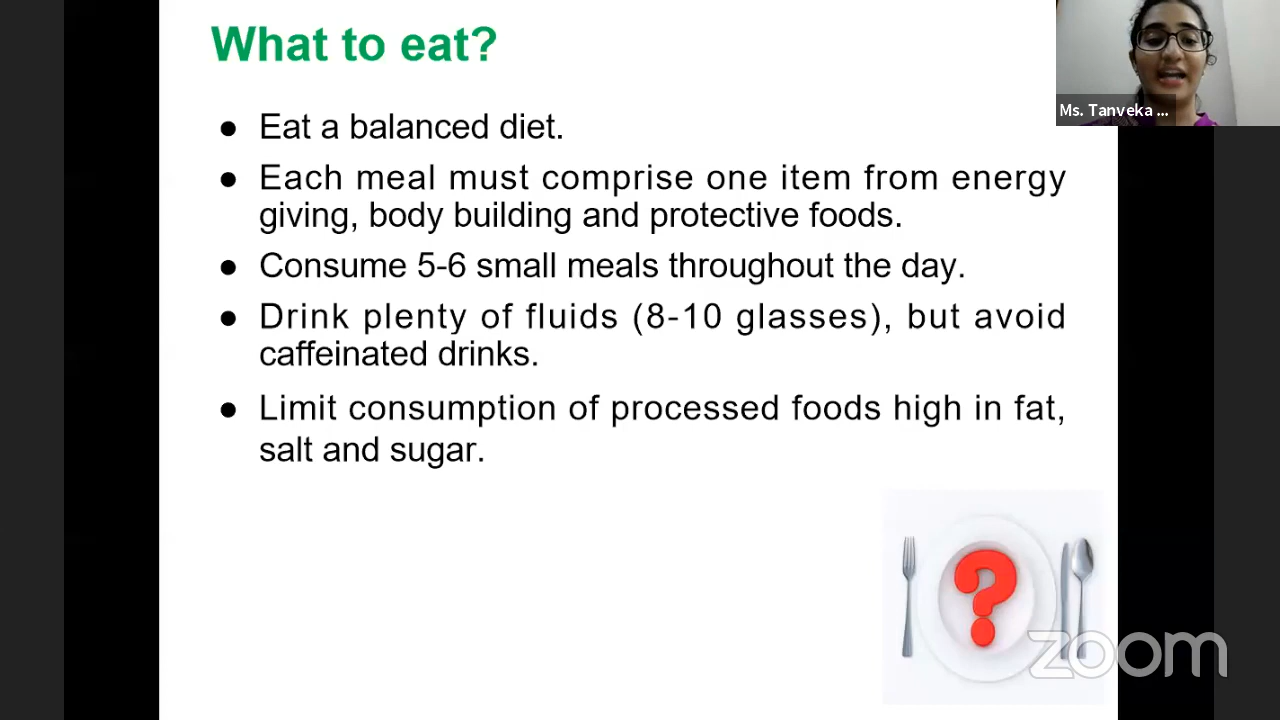 What to eat?
Ms. Tanveka ...
● Eat a balanced diet.
● Each meal must comprise one item from energy
giving, body building and protective foods.
● Consume 5-6 small meals throughout the day.
● Drink plenty of fluids (8-10 glasses), but avoid
caffeinated drinks.
● Limit consumption of processed foods high in fat,
salt and sugar.
?
zoom